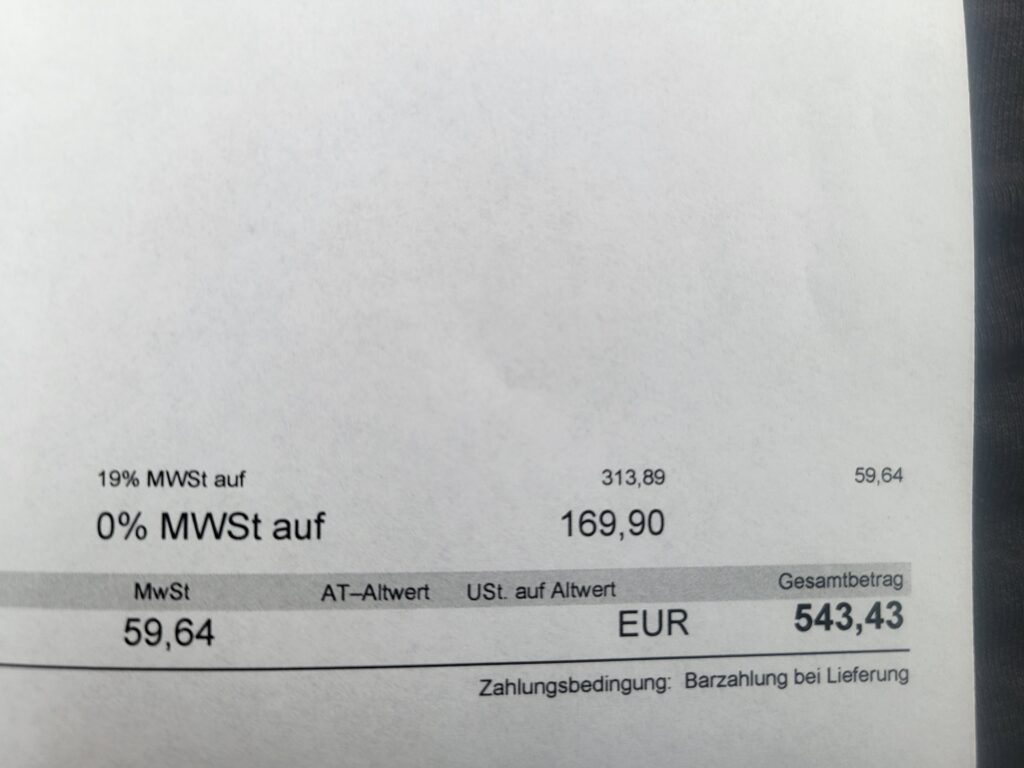 19% MWSt auf 313,89 59,64
0% MWSt auf 169,90
MwSt AT–Altwert USt. auf Altwert Gesamtbetrag
59,64 EUR 543,43
Zahlungsbedingung: Barzahlung bei Lieferung